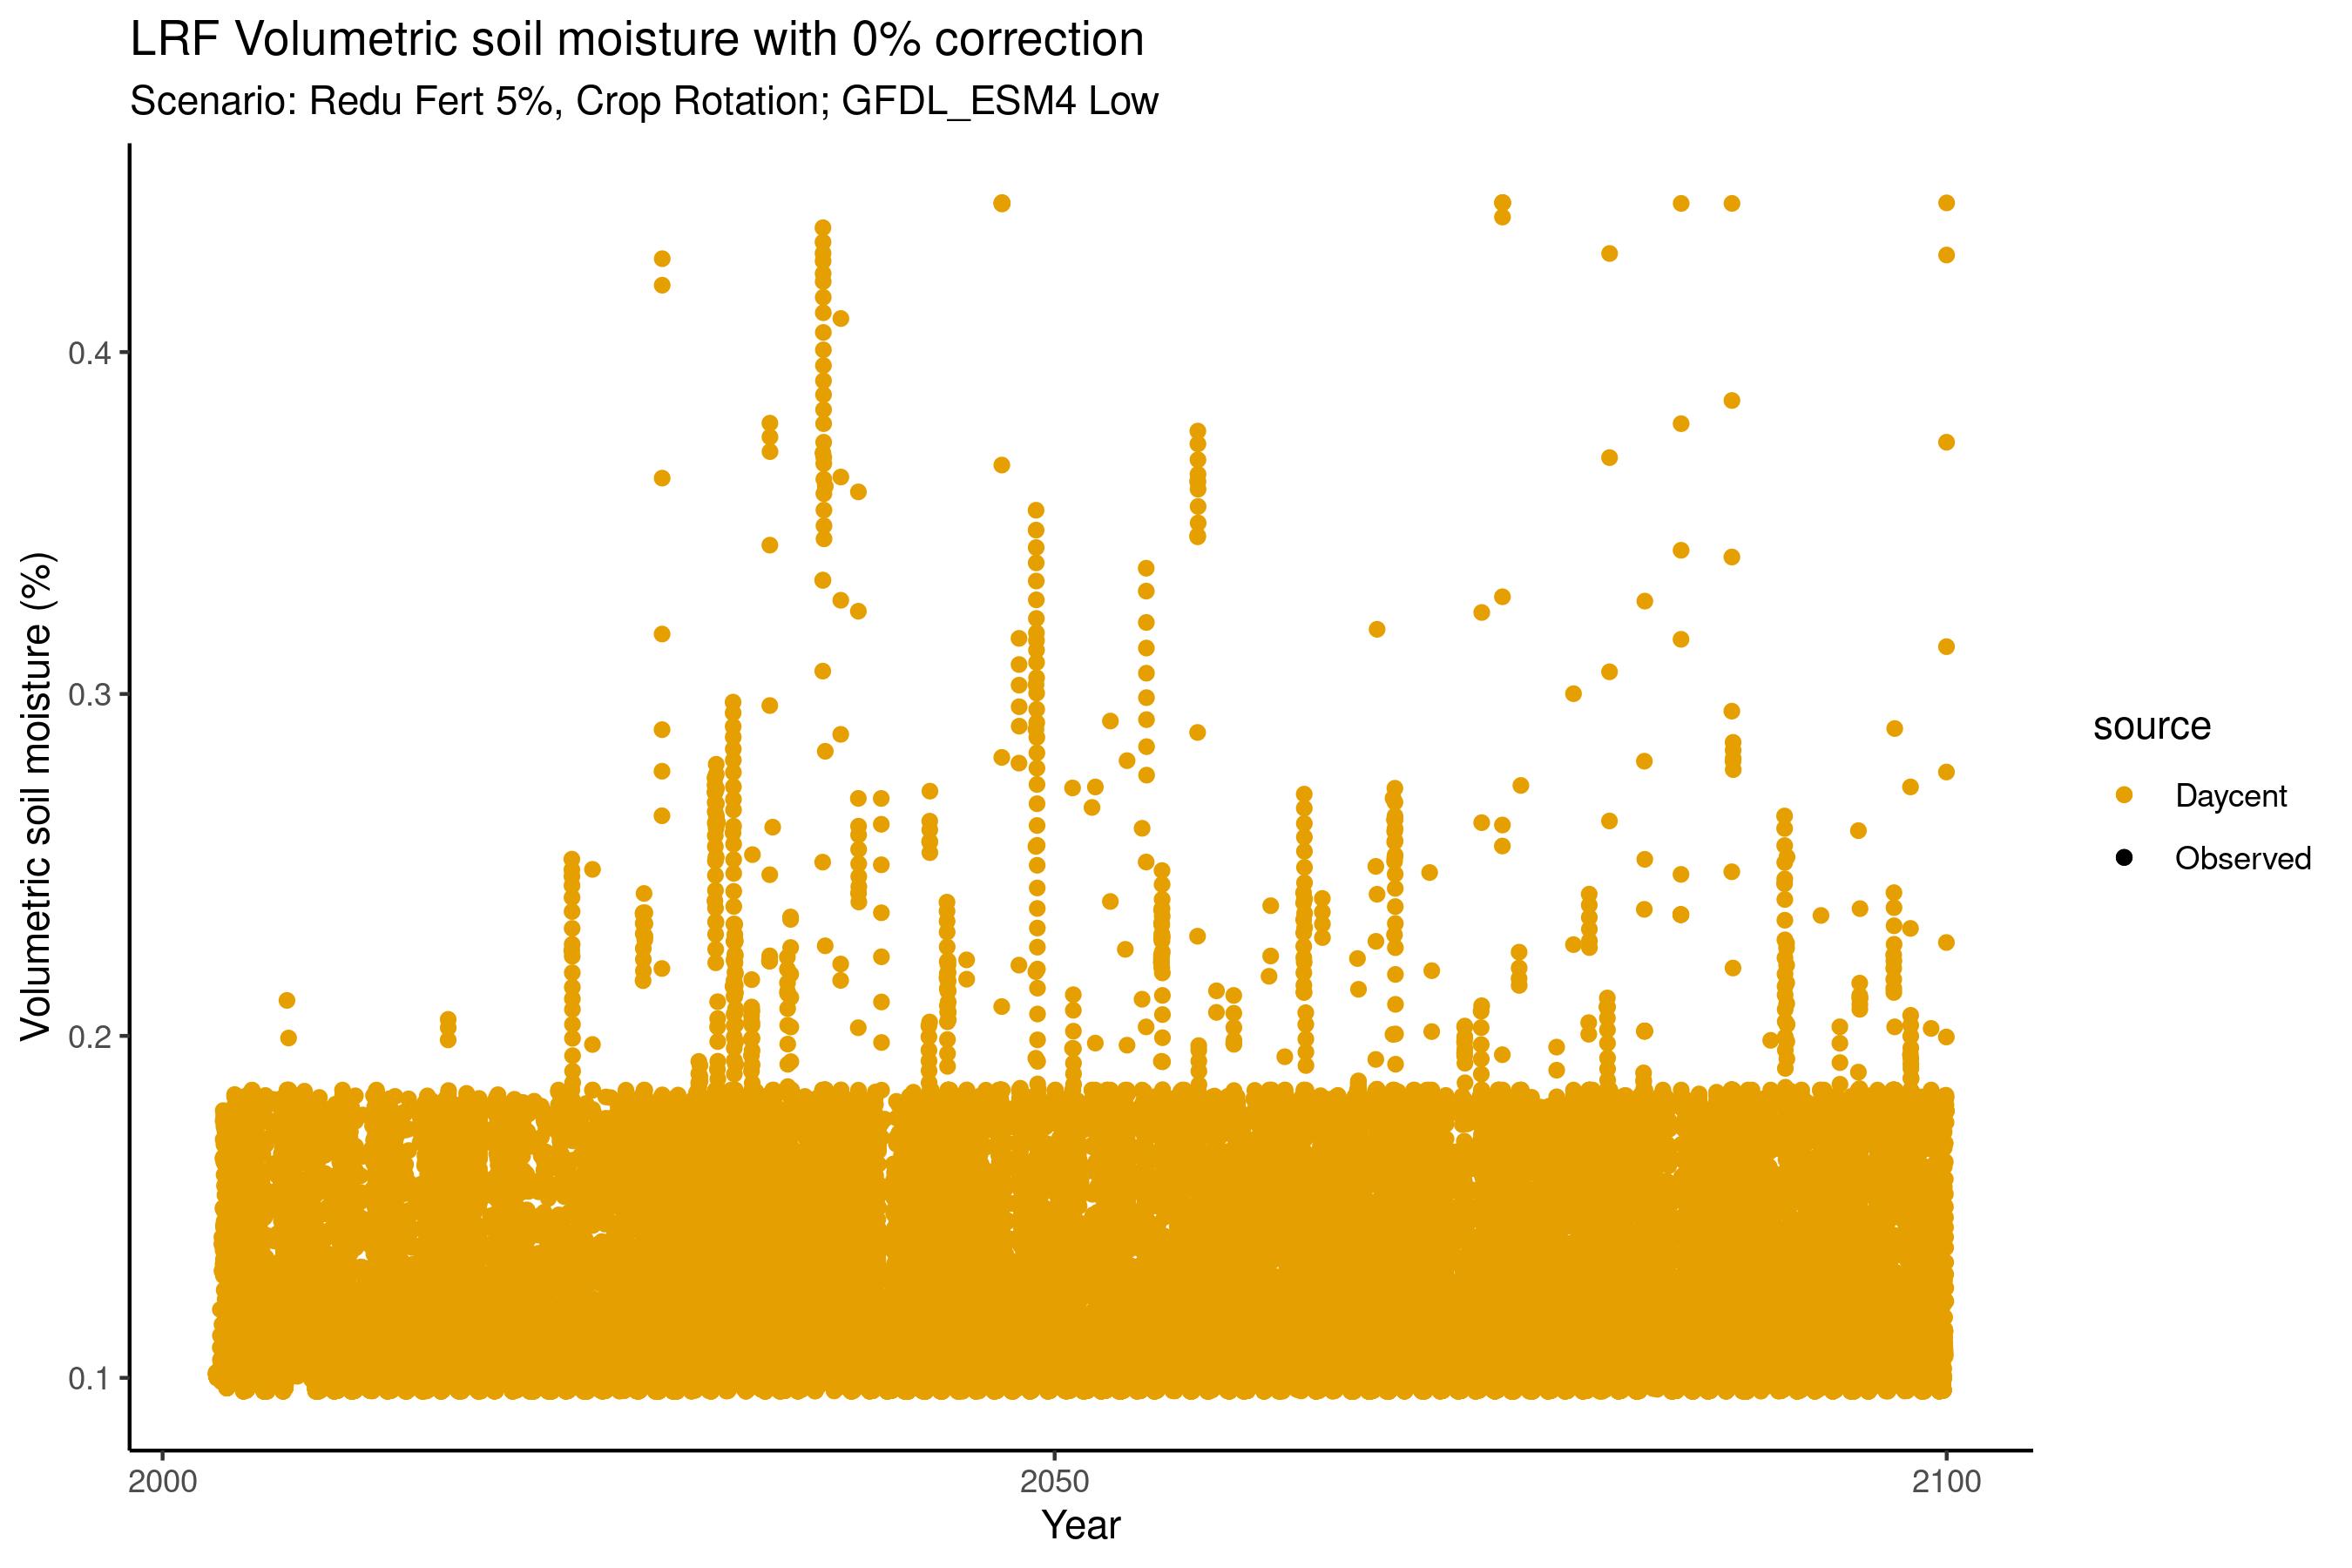 LRF Volumetric soil moisture with 0% correction
Scenario: Redu Fert 5%, Crop Rotation; GFDL_ESM4 Low
Volumetric soil moisture (%)
0.4
0.3
0.2
0.1
2000
2050
2100
Year
source
Daycent
Observed